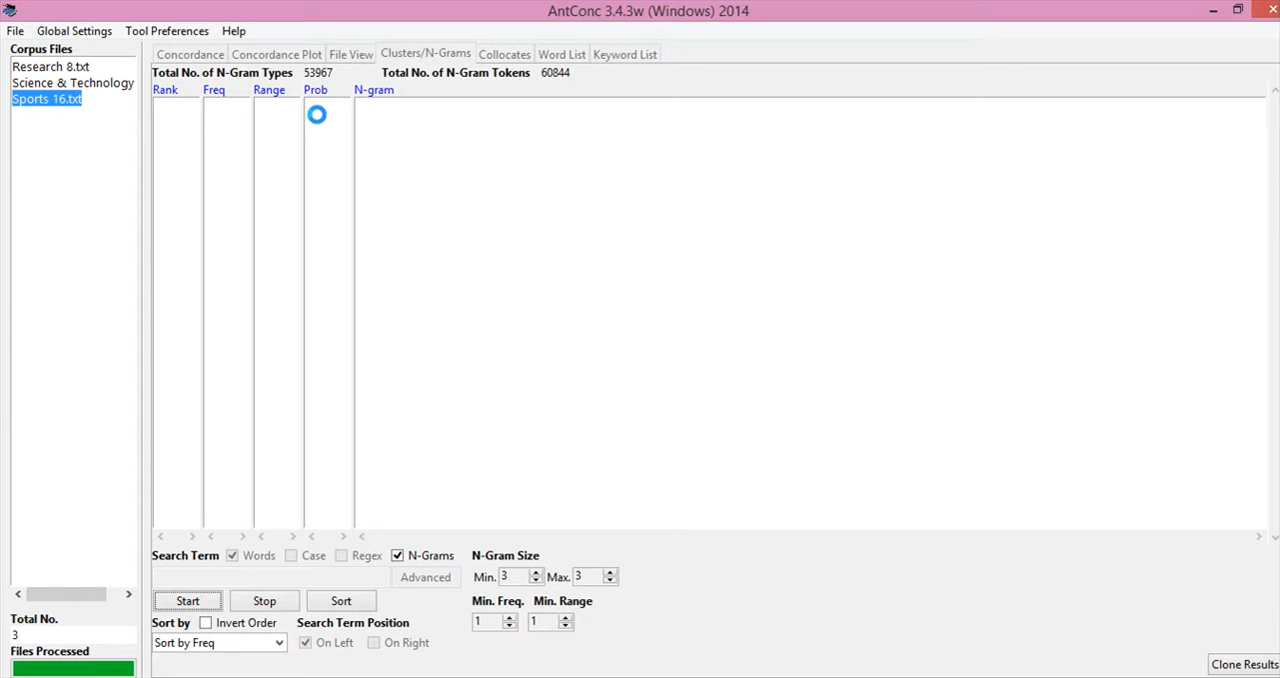 AntConc 3.4.3w (Windows) 2014
File Global Settings Tool Preferences Help
Corpus Files
Research 8.txt
Science & Technology
Sports 16.txt
Concordance Concordance Plot File View Clusters/N-Grams Collocates Word List Keyword List
Total No. of N-Gram Types 53967 Total No. of N-Gram Tokens 60844
Rank Freq Range Prob N-gram
Search Term Words Case Regex N-Grams N-Gram Size
Advanced Min. 3 Max. 3
Start Stop Sort Min. Freq. Min. Range
Total No.
3
Sort by Invert Order Search Term Position 1 1
Sort by Freq On Left On Right
Files Processed
Clone Results